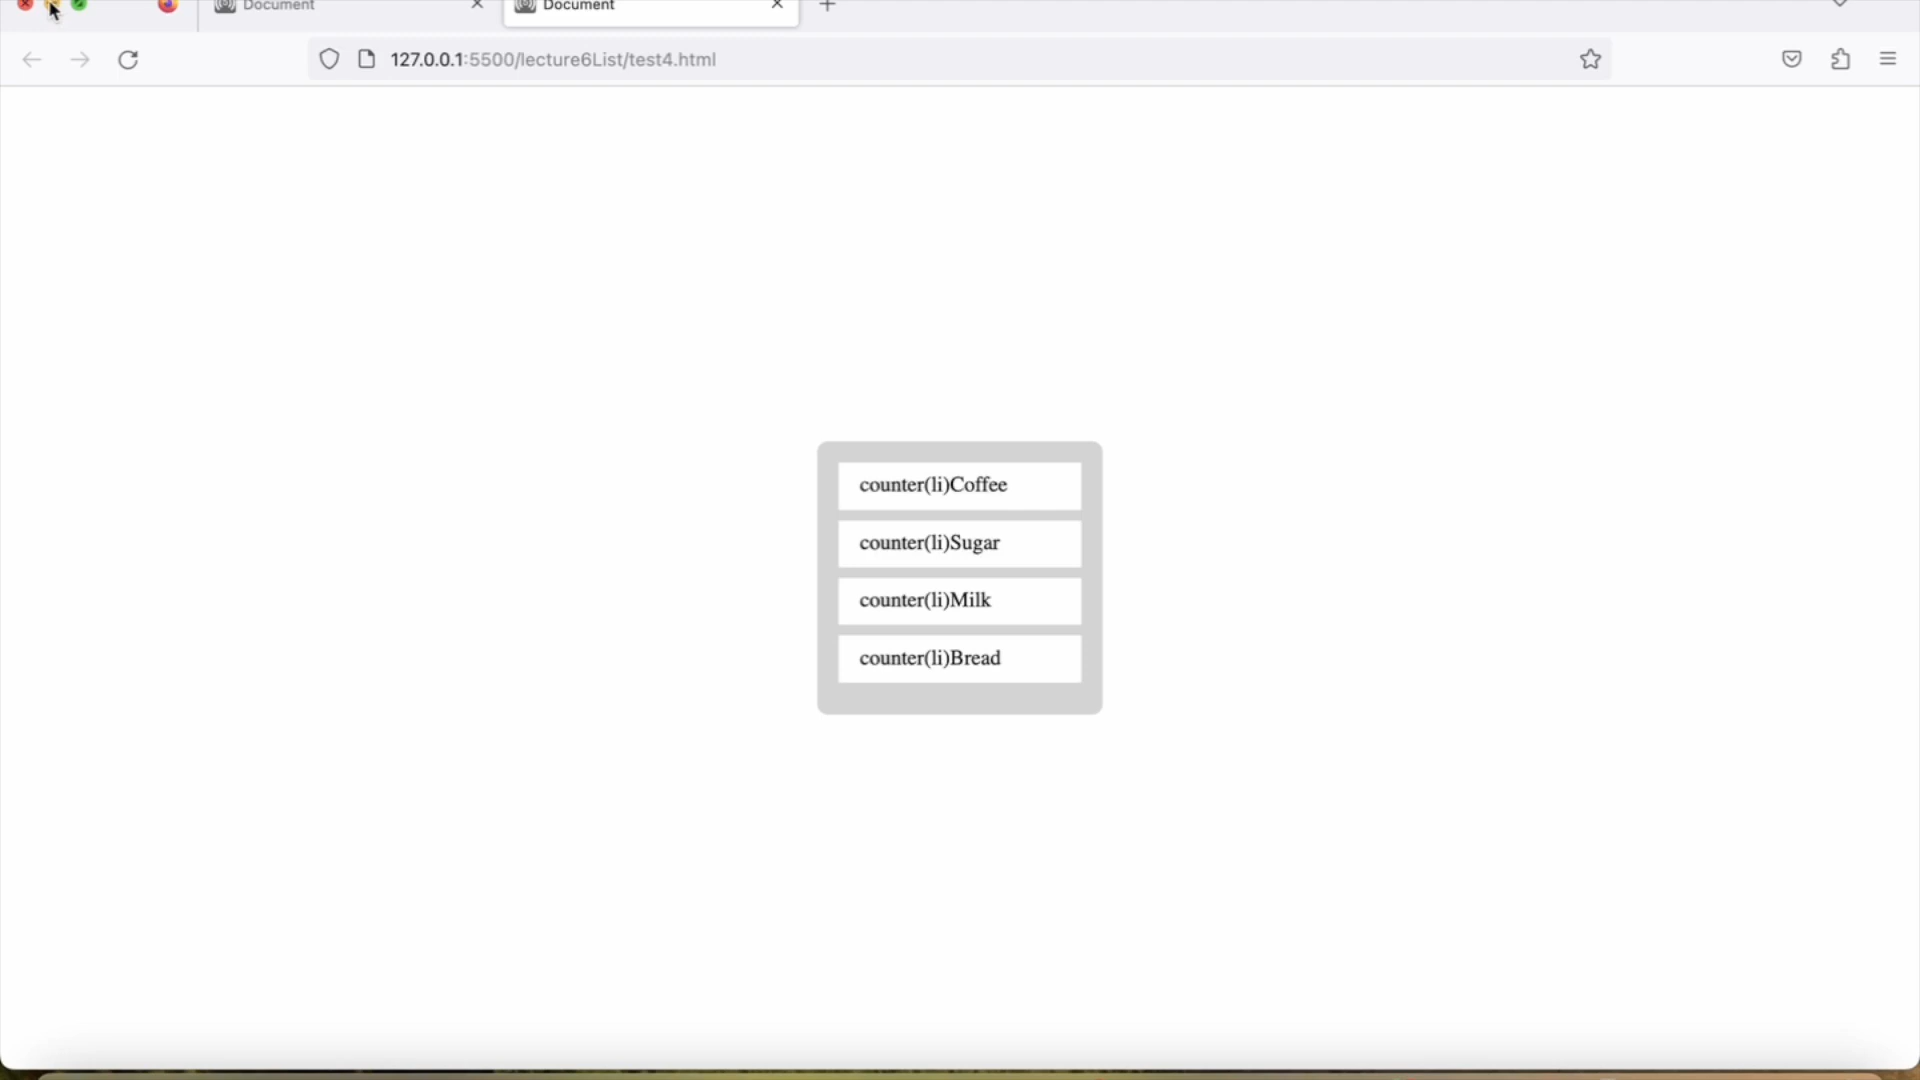 Document
Document
127.0.0.1:5500/lecture6List/test4.html
counter(li)Coffee
counter(li)Sugar
counter(li)Milk
counter(li)Bread